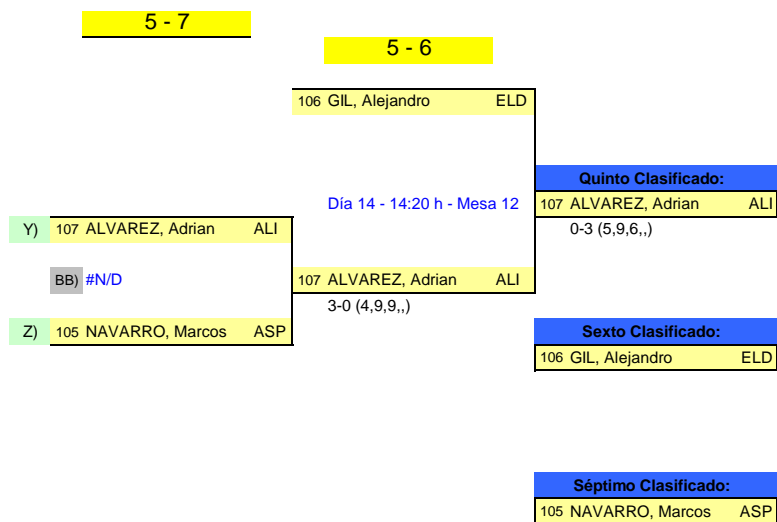 5 - 7
5 - 6
106 GIL, Alejandro ELD
Quinto Clasificado:
Día 14 - 14:20 h - Mesa 12
107 ALVAREZ, Adrian ALI
Y) 107 ALVAREZ, Adrian ALI
0-3 (5,9,6,,)
BB) #N/D
107 ALVAREZ, Adrian ALI
3-0 (4,9,9,,)
Z) 105 NAVARRO, Marcos ASP
Sexto Clasificado:
106 GIL, Alejandro ELD
Séptimo Clasificado:
105 NAVARRO, Marcos ASP